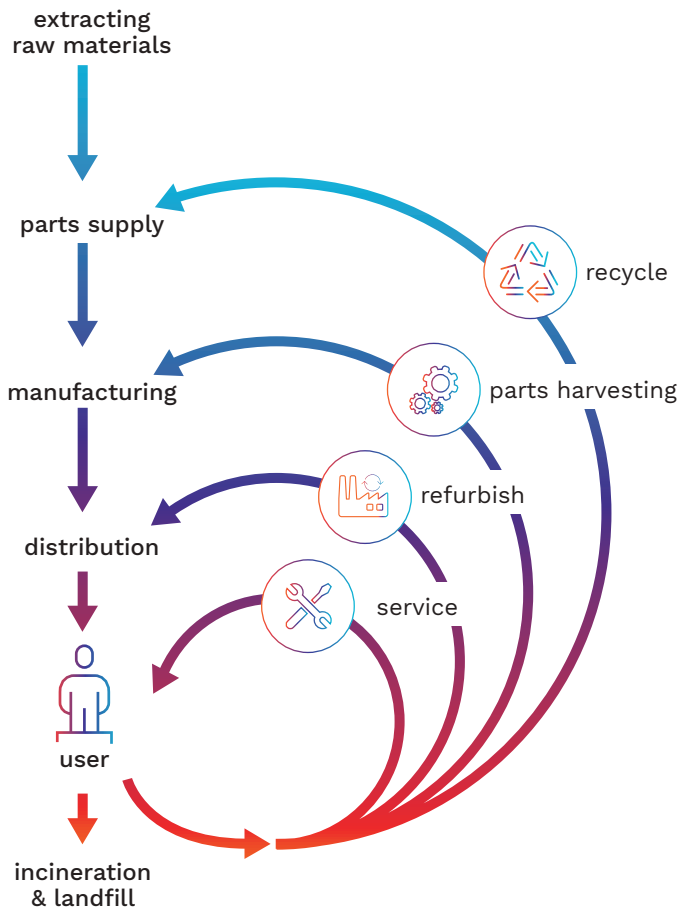 extracting
raw materials
parts supply
recycle
manufacturing
parts harvesting
refurbish
distribution
service
user
incineration
& landfill